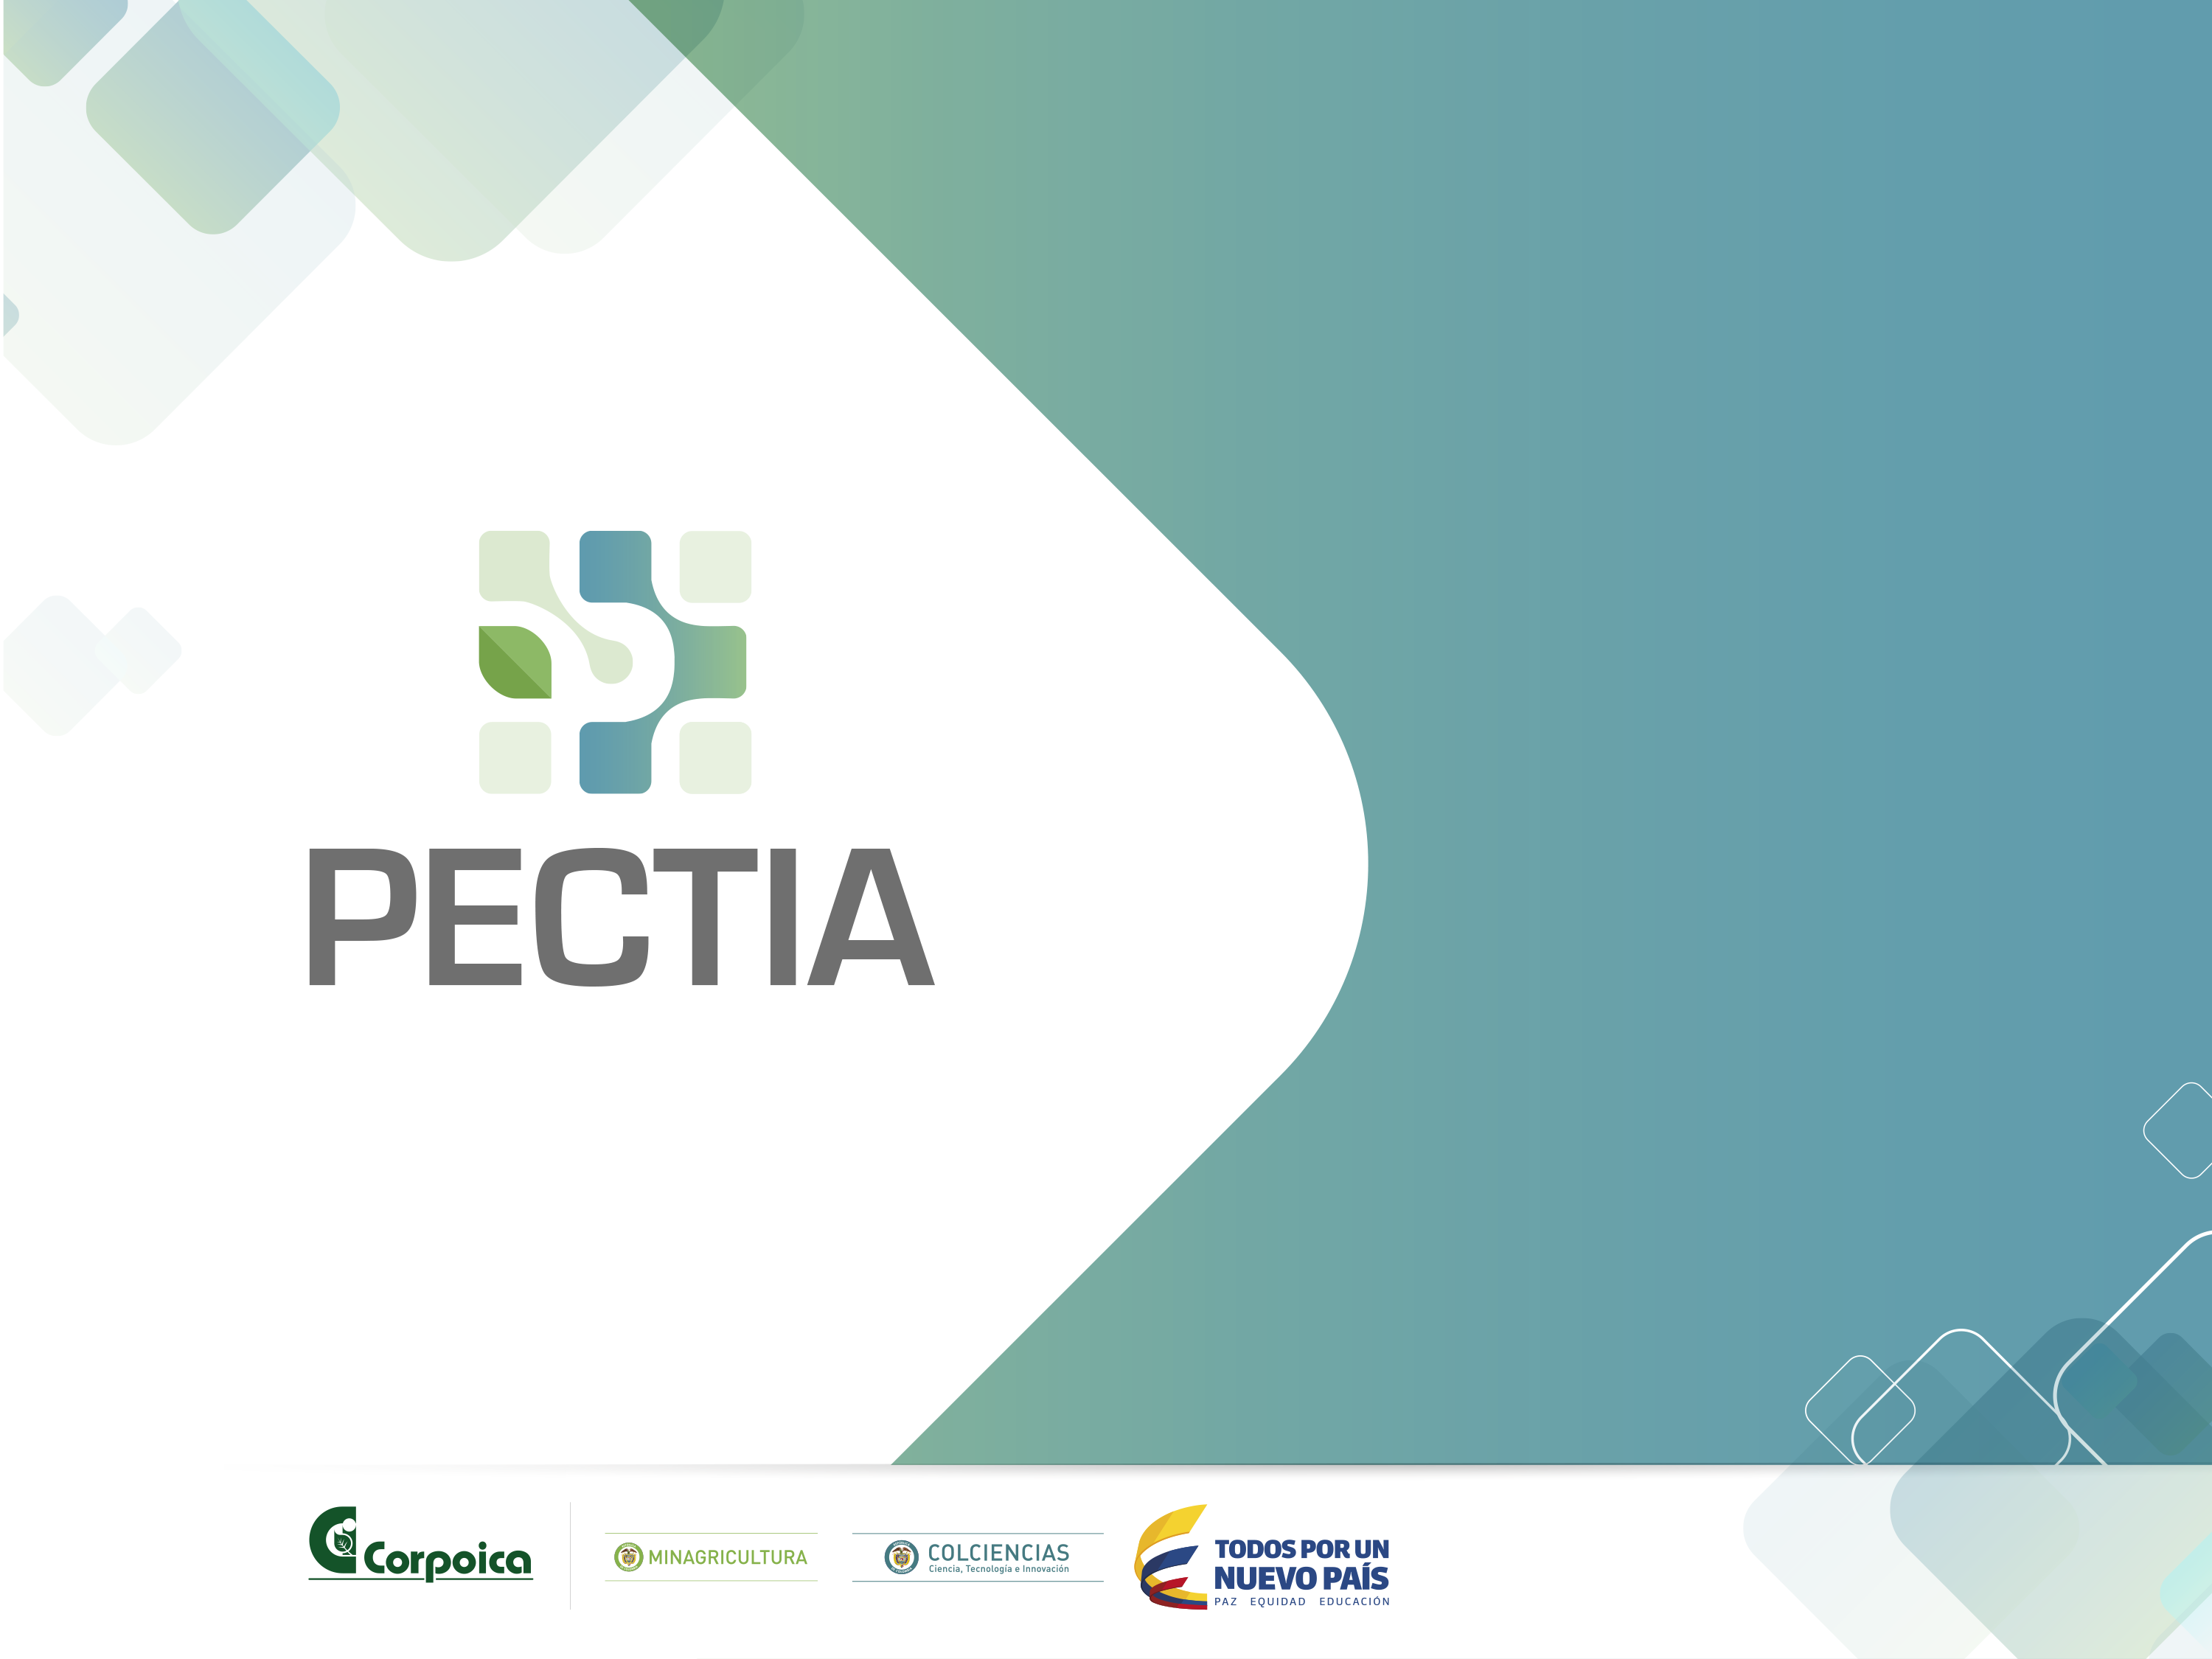 PECTIA
Corpoica
MINAGRICULTURA
COLCIENCIAS
Ciencia, Tecnología e Innovación
TODOS POR UN
NUEVO PAÍS
PAZ EQUIDAD EDUCACIÓN